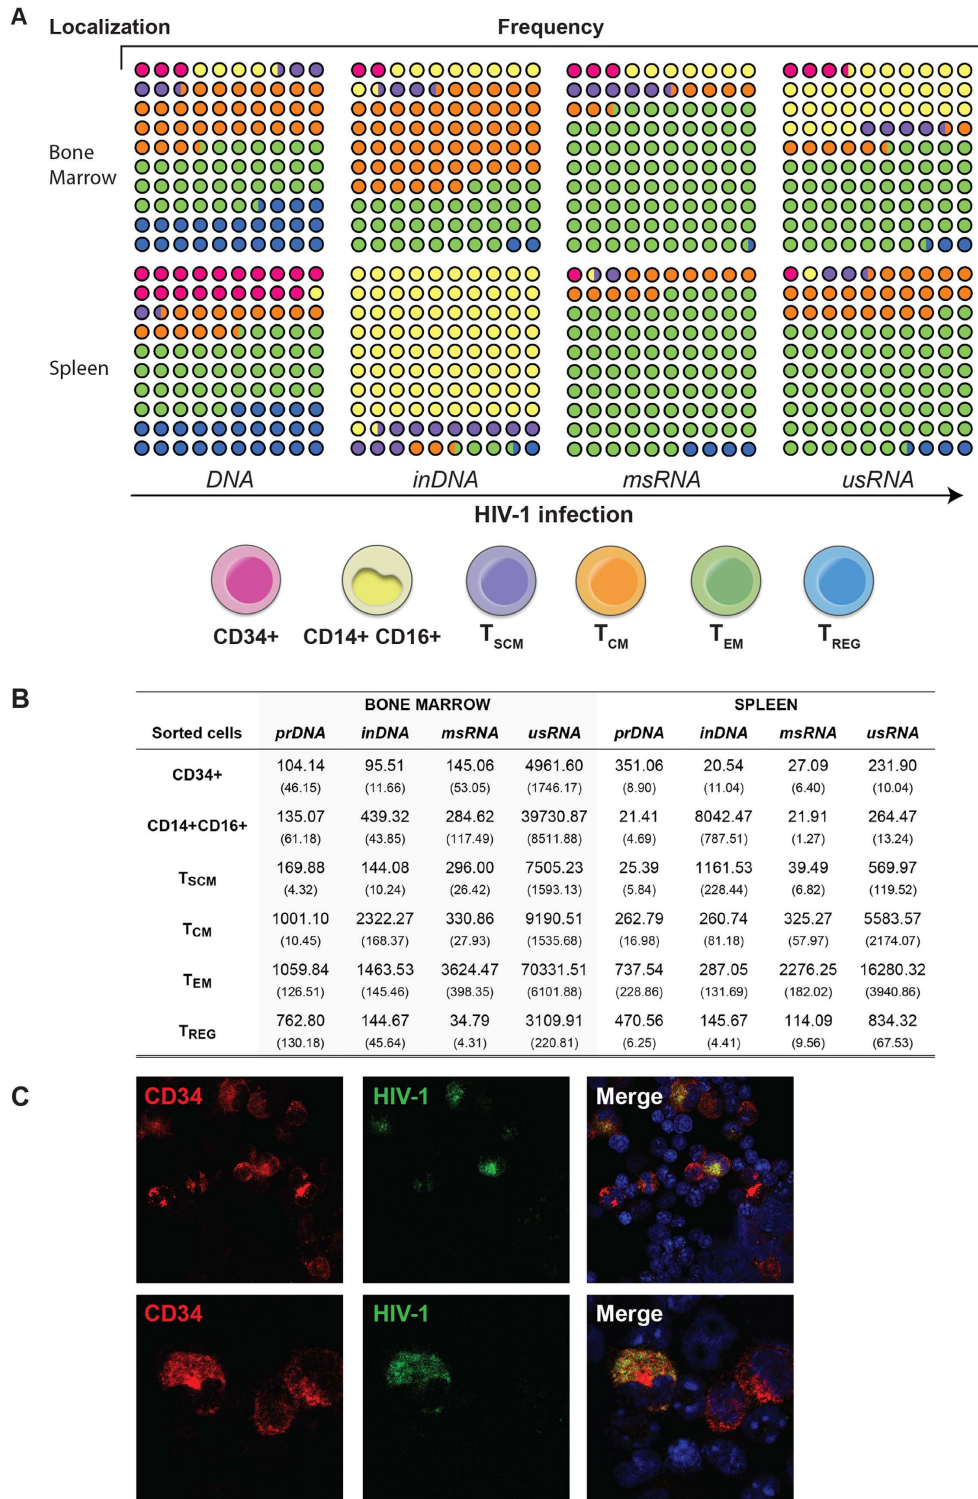 A
Localization Frequency
Bone
Marrow
Spleen
DNA inDNA msRNA usRNA
HIV-1 infection
CD34+ CD14+ CD16+ TSCM TCM TEM TREG
B
BONE MARROW SPLEEN
Sorted cells prDNA inDNA msRNA usRNA prDNA inDNA msRNA usRNA
CD34+ 104.14 95.51 145.06 4961.60 351.06 20.54 27.09 231.90
(46.15) (11.66) (53.05) (1746.17) (8.90) (11.04) (6.40) (10.04)
CD14+CD16+ 135.07 439.32 284.62 39730.87 21.41 8042.47 21.91 264.47
(61.18) (43.85) (117.49) (8511.88) (4.69) (787.51) (1.27) (13.24)
TSCM 169.88 144.08 296.00 7505.23 25.39 1161.53 39.49 569.97
(4.32) (10.24) (26.42) (1593.13) (5.84) (228.44) (6.82) (119.52)
TCM 1001.10 2322.27 330.86 9190.51 262.79 260.74 325.27 5583.57
(10.45) (168.37) (27.93) (1535.68) (16.98) (81.18) (57.97) (2174.07)
TEM 1059.84 1463.53 3624.47 70331.51 737.54 287.05 2276.25 16280.32
(126.51) (145.46) (398.35) (6101.88) (228.86) (131.69) (182.02) (3940.86)
TREG 762.80 144.67 34.79 3109.91 470.56 145.67 114.09 834.32
(130.18) (45.64) (4.31) (220.81) (6.25) (4.41) (9.56) (67.53)
C
CD34 HIV-1 Merge
CD34 HIV-1 Merge